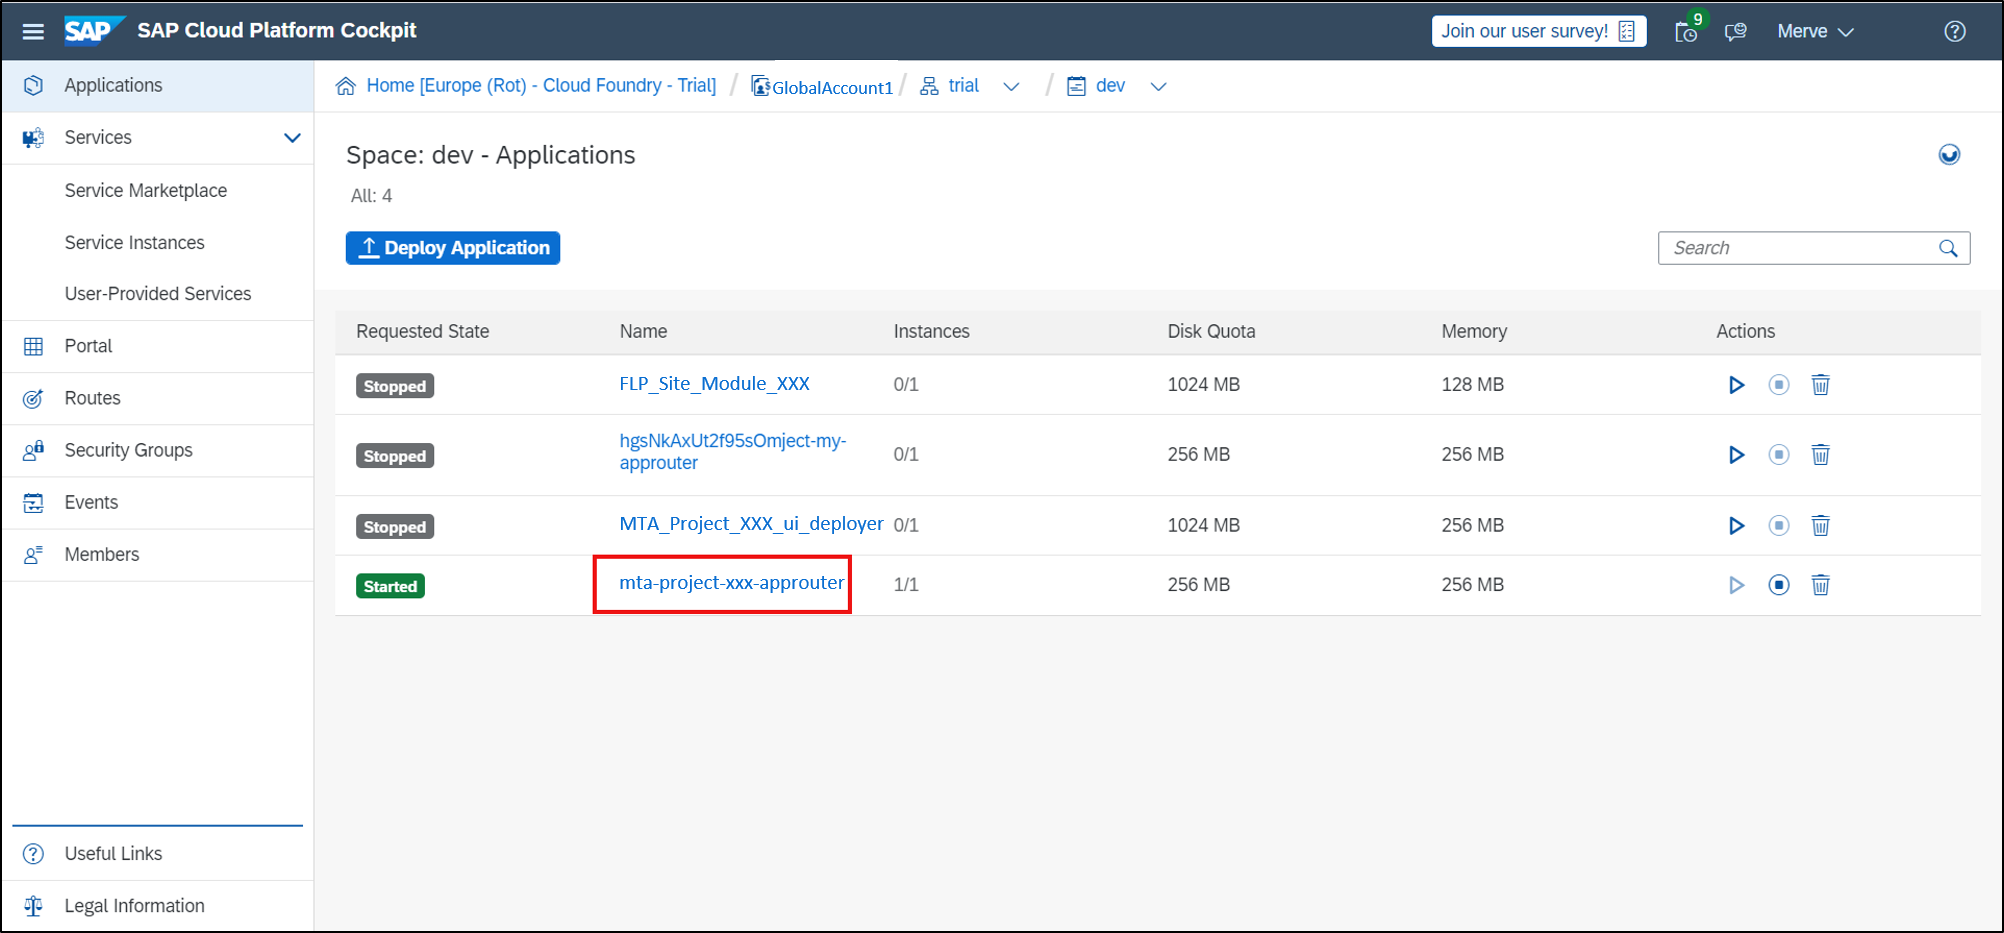 SAP SAP Cloud Platform Cockpit Join our user survey! 9 Merve
Applications
Services
Service Marketplace
Service Instances
User-Provided Services
Portal
Routes
Security Groups
Events
Members
Useful Links
Legal Information
Home [Europe (Rot) - Cloud Foundry - Trial] / GlobalAccount1 / trial / dev
Space: dev - Applications
All: 4
Deploy Application
Search
Requested State Name Instances Disk Quota Memory Actions
Stopped FLP_Site_Module_XXX 0/1 1024 MB 128 MB
Stopped hgsNkAxUt2f95sOmject-my-
approuter 0/1 256 MB 256 MB
Stopped MTA_Project_XXX_ui_deployer 0/1 1024 MB 256 MB
Started mta-project-xxx-approuter 1/1 256 MB 256 MB